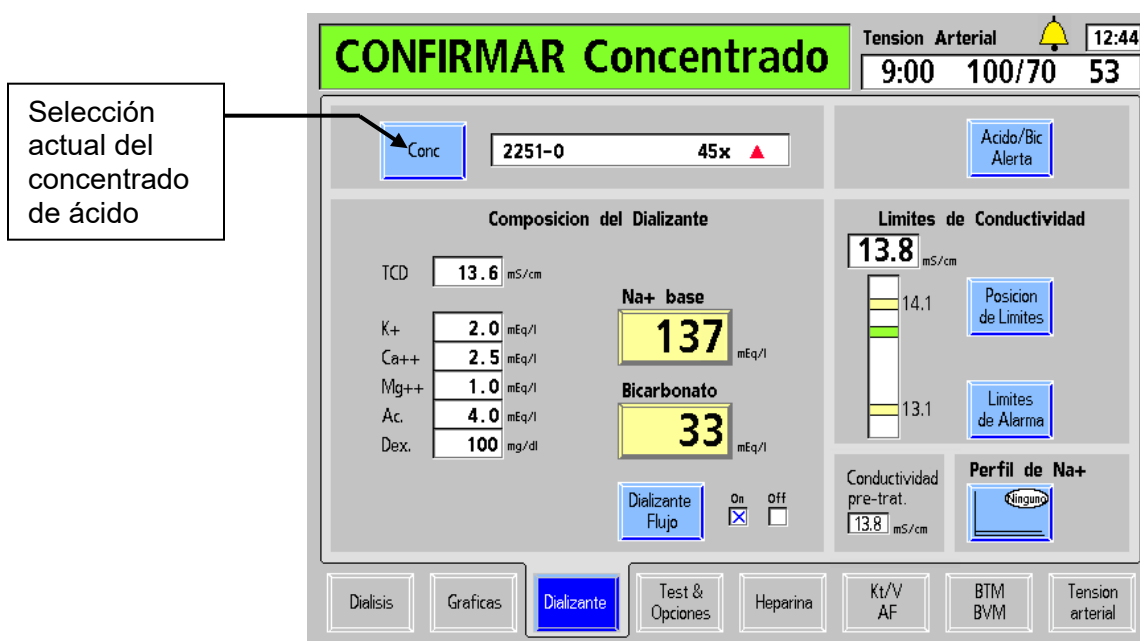 CONFIRMAR Concentrado
Tension Arterial
12:44
9:00 100/70 53
Selección
actual del
concentrado
de ácido
Conc
2251-0 45x
Acido/Bic
Alerta
Composicion del Dializante
TCD 13.6 mS/cm
K+ 2.0 mEq/l
Ca++ 2.5 mEq/l
Mg++ 1.0 mEq/l
Ac. 4.0 mEq/l
Dex. 100 mg/dl
Na+ base
137 mEq/l
Bicarbonato
33 mEq/l
Dializante
Flujo
On Off
Limites de Conductividad
13.8 mS/cm
14.1
13.1
Posicion
de Limites
Limites
de Alarma
Conductividad
pre-trat.
13.8 mS/cm
Perfil de Na+
Ninguno
Dialisis
Graficas
Dializante
Test &
Opciones
Heparina
Kt/V
AF
BTM
BVM
Tension
arterial